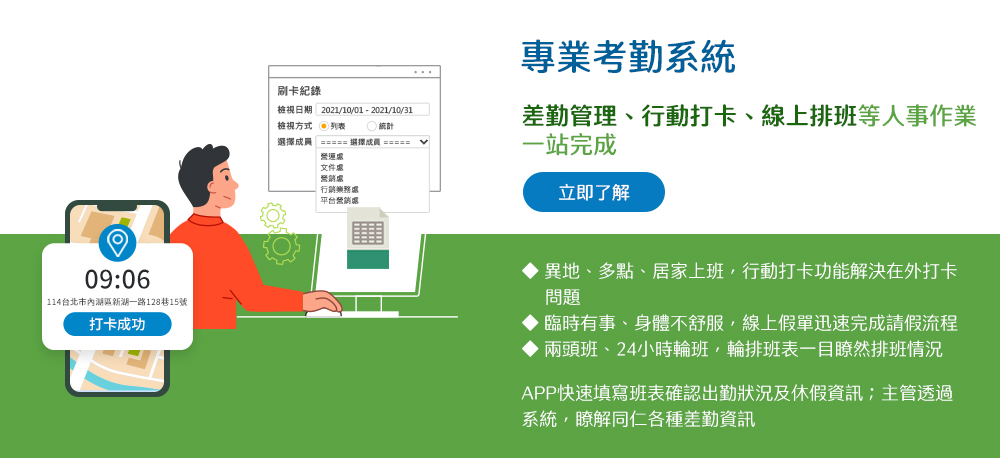 專業考勤系統
差勤管理、行動打卡、線上排班等人事作業
一站完成
立即了解
刷卡紀錄
檢視日期 2021/10/01 - 2021/10/31
檢視方式 列表 統計
選擇成員 ===== 選擇成員 =====
營運處
文件處
營銷處
行銷業務處
平台營銷處
09:06
114台北市內湖區新湖一路128巷15號
打卡成功
◆ 異地、多點、居家上班，行動打卡功能解決在外打卡
問題
◆ 臨時有事、身體不舒服，線上假單迅速完成請假流程
◆ 兩頭班、24小時輪班，輪排班表一目瞭然排班情況
APP快速填寫班表確認出勤狀況及休假資訊；主管透過
系統，瞭解同仁各種差勤資訊